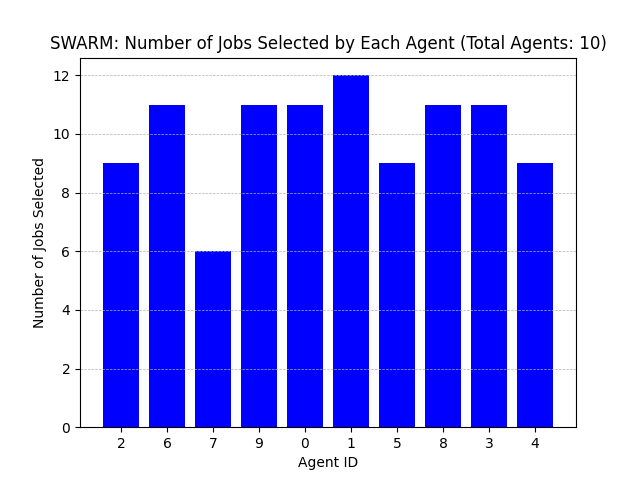 SWARM: Number of Jobs Selected by Each Agent (Total Agents: 10)
12
10
8
6
4
2
0
Number of Jobs Selected
2 6 7 9 0 1 5 8 3 4
Agent ID